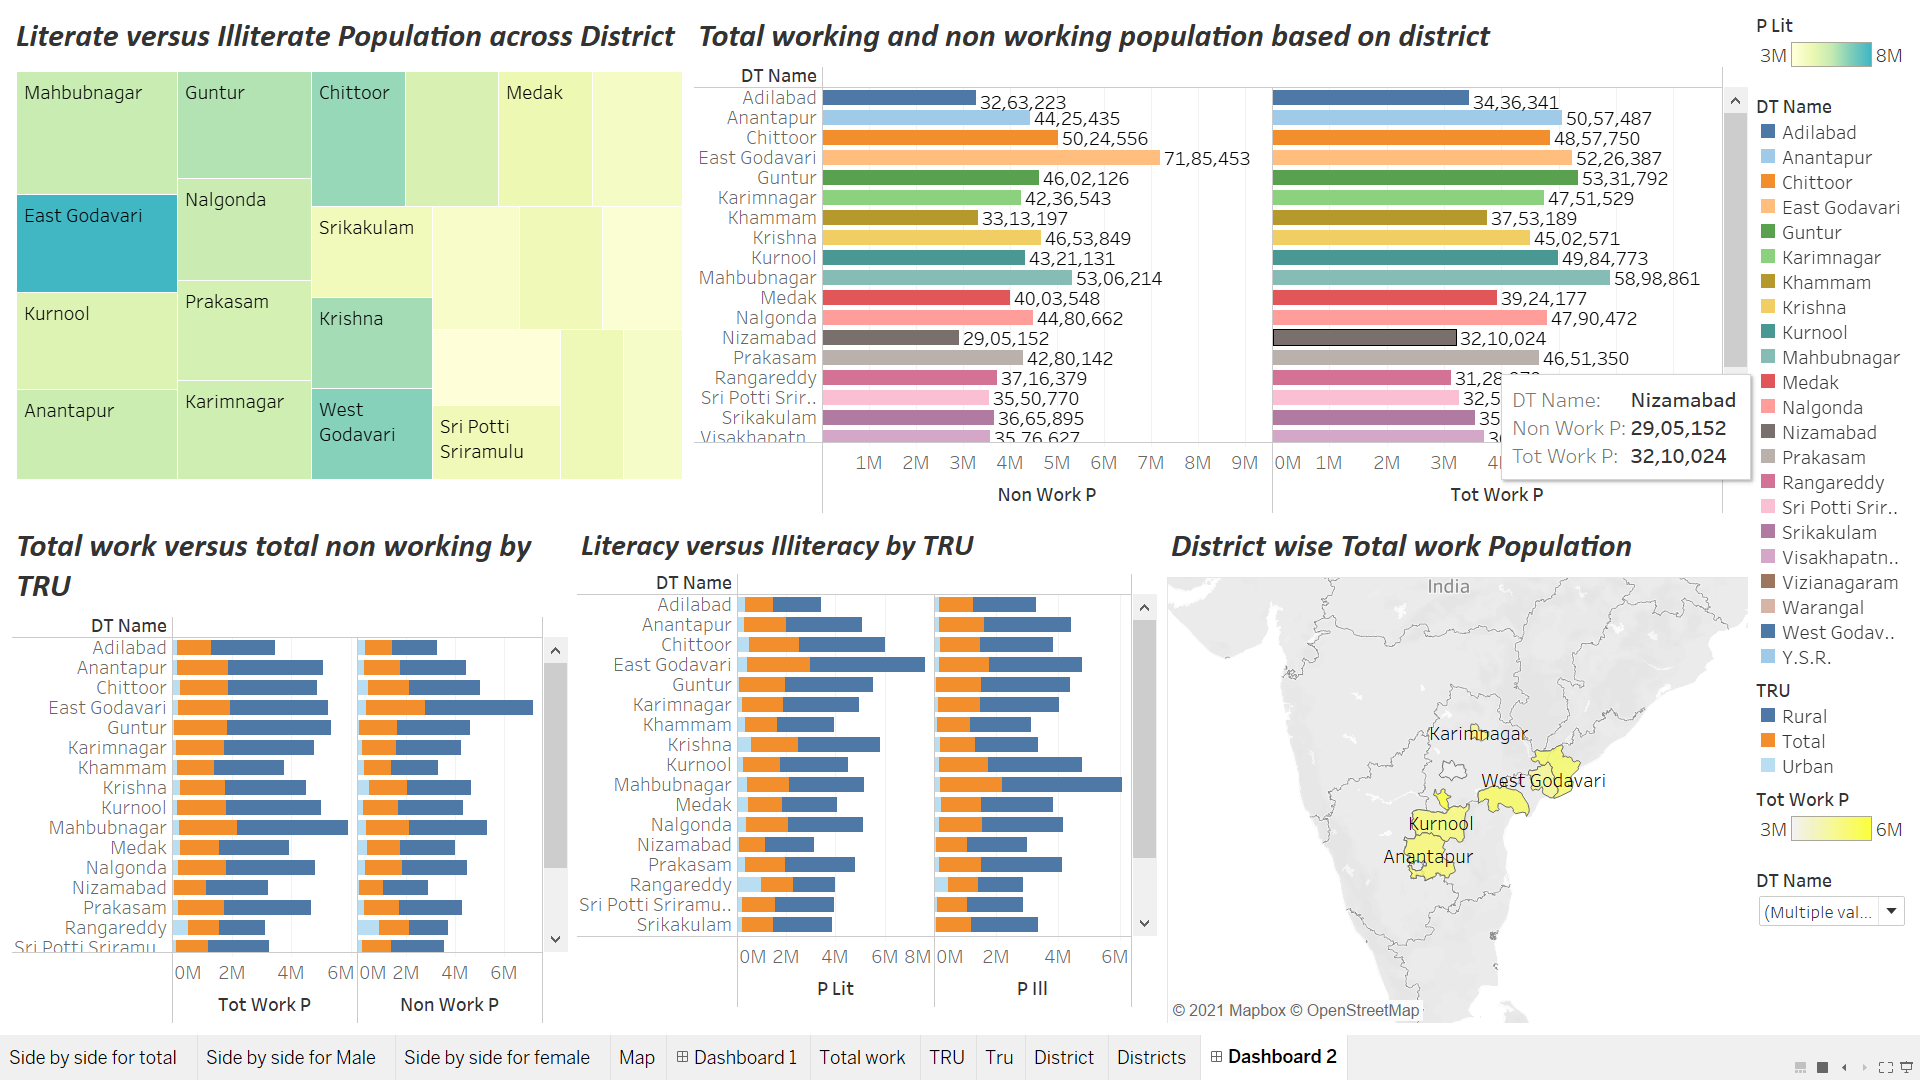 Literate versus Illiterate Population across District
Mahbubnagar
Guntur
Chittoor
Medak
East Godavari
Nalgonda
Srikakulam
Kurnool
Prakasam
Krishna
Anantapur
Karimnagar
West
Godavari
Sri Potti
Sriramulu
Total working and non working population based on district
DT Name
Adilabad 32,63,223 34,36,341
Anantapur 44,25,435 50,57,487
Chittoor 50,24,556 48,57,750
East Godavari 71,85,453 52,26,387
Guntur 46,02,126 53,31,792
Karimnagar 42,36,543 47,51,529
Khammam 33,13,197 37,53,189
Krishna 46,53,849 45,02,571
Kurnool 43,21,131 49,84,773
Mahbubnagar 53,06,214 58,98,861
Medak 40,03,548 39,24,177
Nalgonda 44,80,662 47,90,472
Nizamabad 29,05,152 32,10,024
Prakasam 42,80,142 46,51,350
Rangareddy 37,16,379 31,28
Sri Potti Srir.. 35,50,770 32,5
Srikakulam 36,65,895 35
Visakhapatn.. 35,76,627
1M 2M 3M 4M 5M 6M 7M 8M 9M 0M 1M 2M 3M
Non Work P Tot Work P
DT Name: Nizamabad
Non Work P: 29,05,152
Tot Work P: 32,10,024
P Lit
3M 8M
DT Name
Adilabad
Anantapur
Chittoor
East Godavari
Guntur
Karimnagar
Khammam
Krishna
Kurnool
Mahbubnagar
Medak
Nalgonda
Nizamabad
Prakasam
Rangareddy
Sri Potti Srir..
Srikakulam
Visakhapatn..
Vizianagaram
Warangal
West Godav..
Y.S.R.
TRU
Rural
Total
Urban
Tot Work P
3M 6M
DT Name
(Multiple val...
Total work versus total non working by
TRU
DT Name
Adilabad
Anantapur
Chittoor
East Godavari
Guntur
Karimnagar
Khammam
Krishna
Kurnool
Mahbubnagar
Medak
Nalgonda
Nizamabad
Prakasam
Rangareddy
Sri Potti Sriramu..
0M 2M 4M 6M 0M 2M 4M 6M
Tot Work P Non Work P
Literacy versus Illiteracy by TRU
DT Name
Adilabad
Anantapur
Chittoor
East Godavari
Guntur
Karimnagar
Khammam
Krishna
Kurnool
Mahbubnagar
Medak
Nalgonda
Nizamabad
Prakasam
Rangareddy
Sri Potti Sriramu..
Srikakulam
0M 2M 4M 6M 8M 0M 2M 4M 6M
P Lit P Ill
District wise Total work Population
India
Karimnagar
West Godavari
Kurnool
Anantapur
© 2021 Mapbox © OpenStreetMap
Side by side for total Side by side for Male Side by side for female Map Dashboard 1 Total work TRU Tru District Districts Dashboard 2